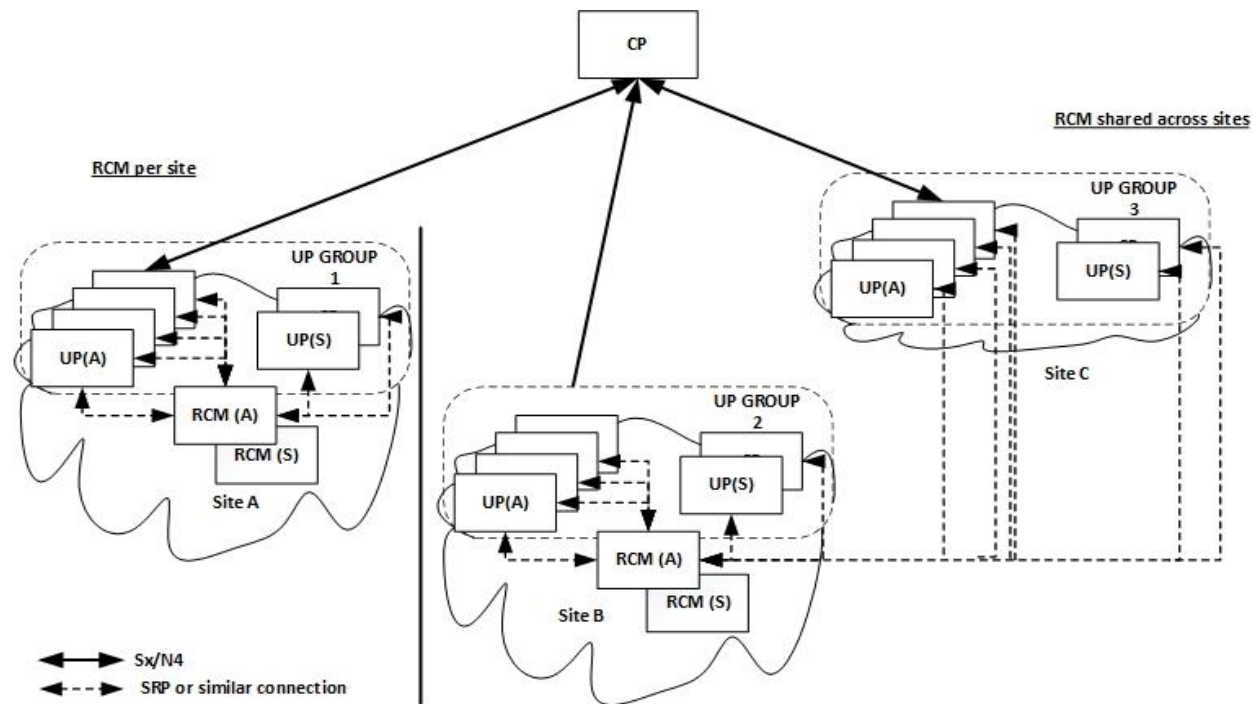 CP
RCM shared across sites
RCM per site
UP GROUP
3
UP(S)
UP(A)
Site C
UP GROUP
1
UP(S)
UP(A)
RCM (A)
RCM (S)
Site A
UP GROUP
2
UP(S)
UP(A)
RCM (A)
RCM (S)
Site B
Sx/N4
SRP or similar connection